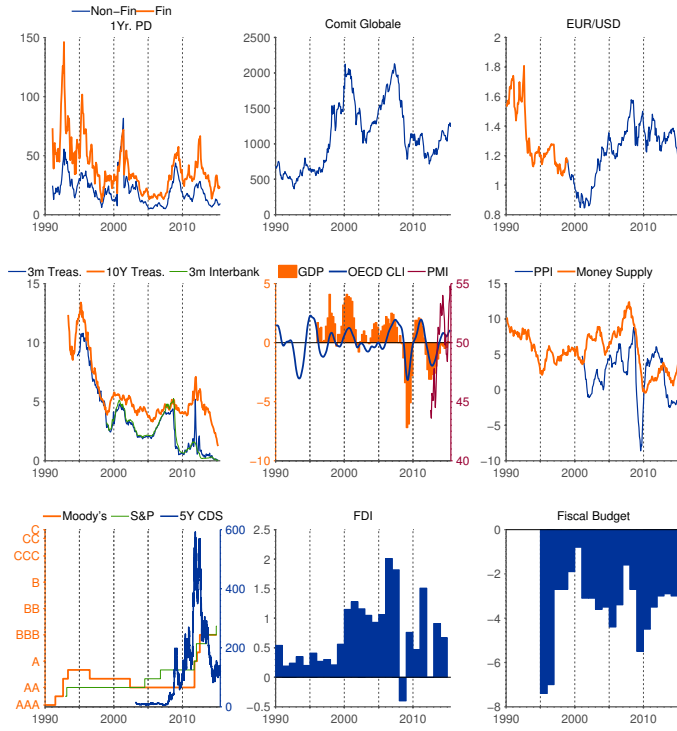 Non−Fin Fin
1Yr. PD
Comit Globale
EUR/USD
150
100
50
0
1990 2000 2010
2500
2000
1500
1000
500
0
1990 2000 2010
2
1.8
1.6
1.4
1.2
1
0.8
1990 2000 2010
3m Treas. 10Y Treas. 3m Interbank
GDP OECD CLI PMI
PPI Money Supply
15
10
5
0
1990 2000 2010
5
0
−5
−10
55
50
45
40
1990 2000 2010
15
10
5
0
−5
−10
1990 2000 2010
Moody's S&P 5Y CDS
FDI
Fiscal Budget
C
CC
CCC
B
BB
BBB
A
AA
AAA
600
400
200
0
1990 2000 2010
2.5
2
1.5
1
0.5
0
−0.5
1990 2000 2010
0
−2
−4
−6
−8
1990 2000 2010